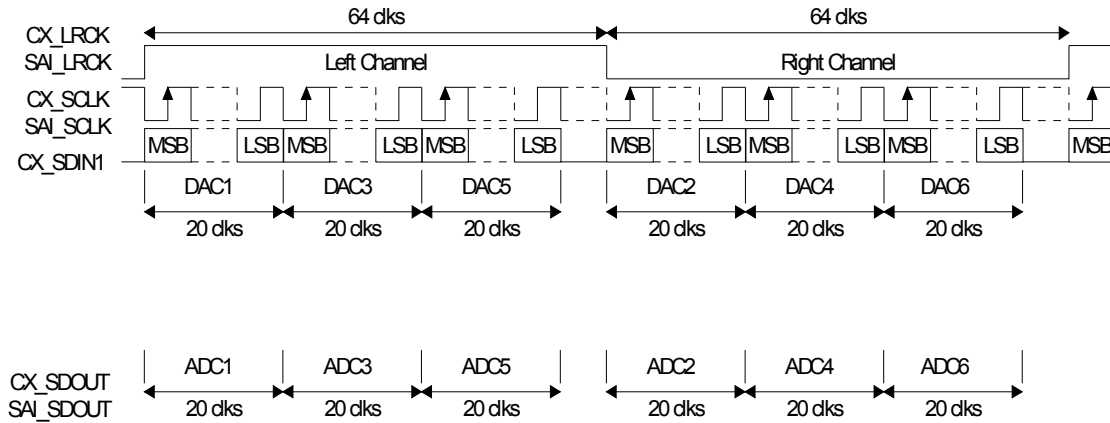 64 clks 64 clks
CX_LRCK
SAI_LRCK
Left Channel Right Channel
CX_SCLK
SAI_SCLK
CX_SDIN1
MSB LSB MSB LSB MSB LSB MSB LSB MSB LSB MSB LSB MSB
DAC1 DAC3 DAC5 DAC2 DAC4 DAC6
20 clks 20 clks 20 clks 20 clks 20 clks 20 clks
ADC1 ADC3 ADC5 ADC2 ADC4 ADC6
CX_SDOUT
SAI_SDOUT
20 clks 20 clks 20 clks 20 clks 20 clks 20 clks